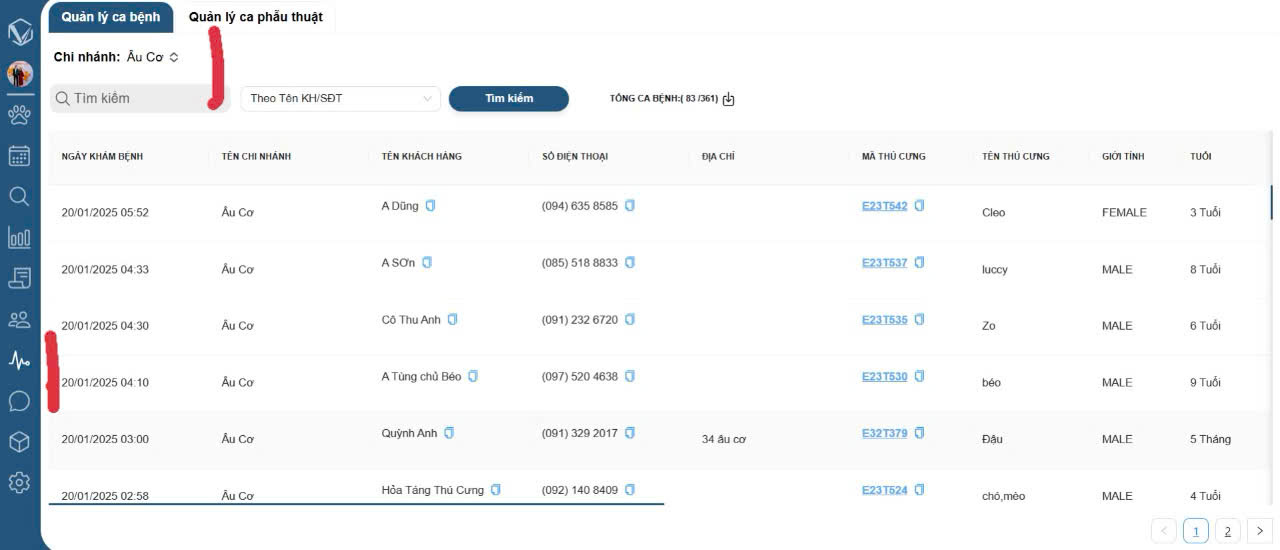 Quản lý ca bệnh Quản lý ca phẫu thuật
Chi nhánh: Âu Cơ
Tìm kiếm Theo Tên KH/SĐT Tìm kiếm TỔNG CA BỆNH:( 83 /361)
NGÀY KHÁM BỆNH TÊN CHI NHÁNH TÊN KHÁCH HÀNG SỐ ĐIỆN THOẠI ĐỊA CHỈ MÃ THÚ CƯNG TÊN THÚ CƯNG GIỚI TÍNH TUỔI
20/01/2025 05:52 Âu Cơ A Dũng (094) 635 8585 E23T542 Cleo FEMALE 3 Tuổi
20/01/2025 04:33 Âu Cơ A SƠn (085) 518 8833 E23T537 luccy MALE 8 Tuổi
20/01/2025 04:30 Âu Cơ Cô Thu Anh (091) 232 6720 E23T535 Zo MALE 6 Tuổi
20/01/2025 04:10 Âu Cơ A Tùng chủ Béo (097) 520 4638 E23T530 béo MALE 9 Tuổi
20/01/2025 03:00 Âu Cơ Quỳnh Anh (091) 329 2017 34 âu cơ E32T379 Đậu MALE 5 Tháng
20/01/2025 02:58 Âu Cơ Hỏa Táng Thú Cưng (092) 140 8409 E23T524 chó,mèo MALE 4 Tuổi
< 1 2 >